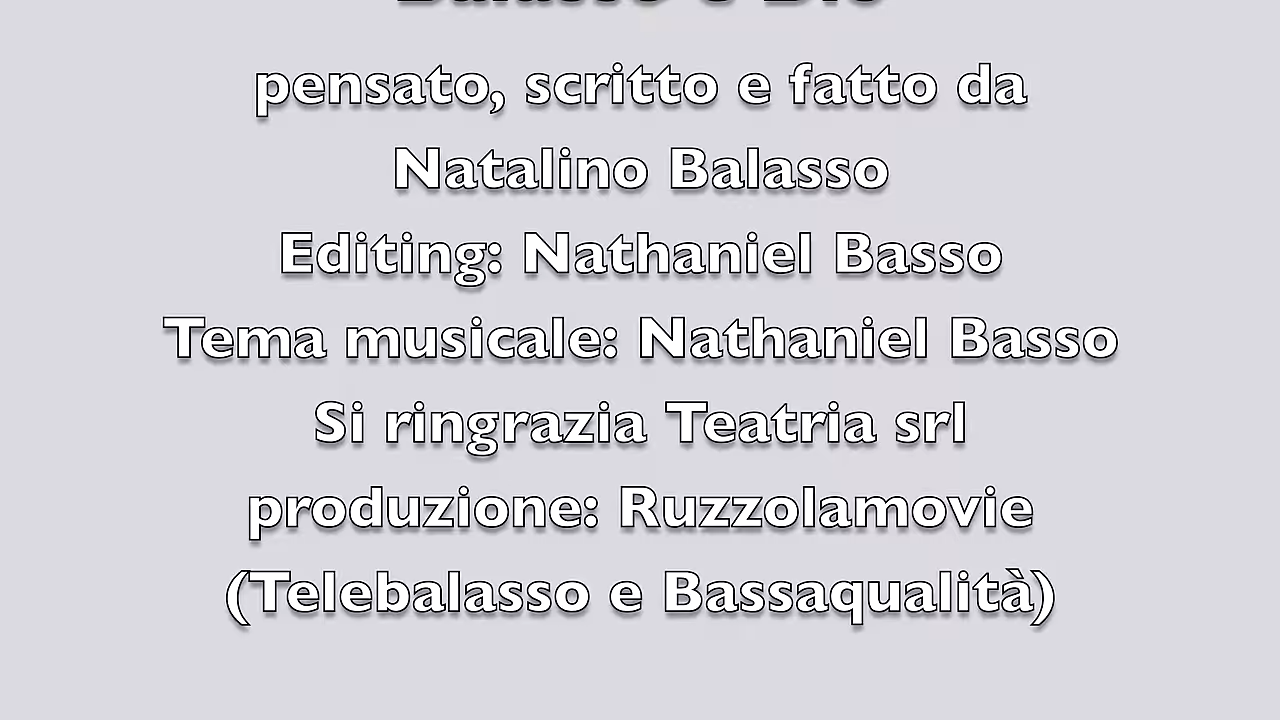 pensato, scritto e fatto da
Natalino Balasso
Editing: Nathaniel Basso
Tema musicale: Nathaniel Basso
Si ringrazia Teatria srl
produzione: Ruzzolamovie
(Telebalasso e Bassaqualità)